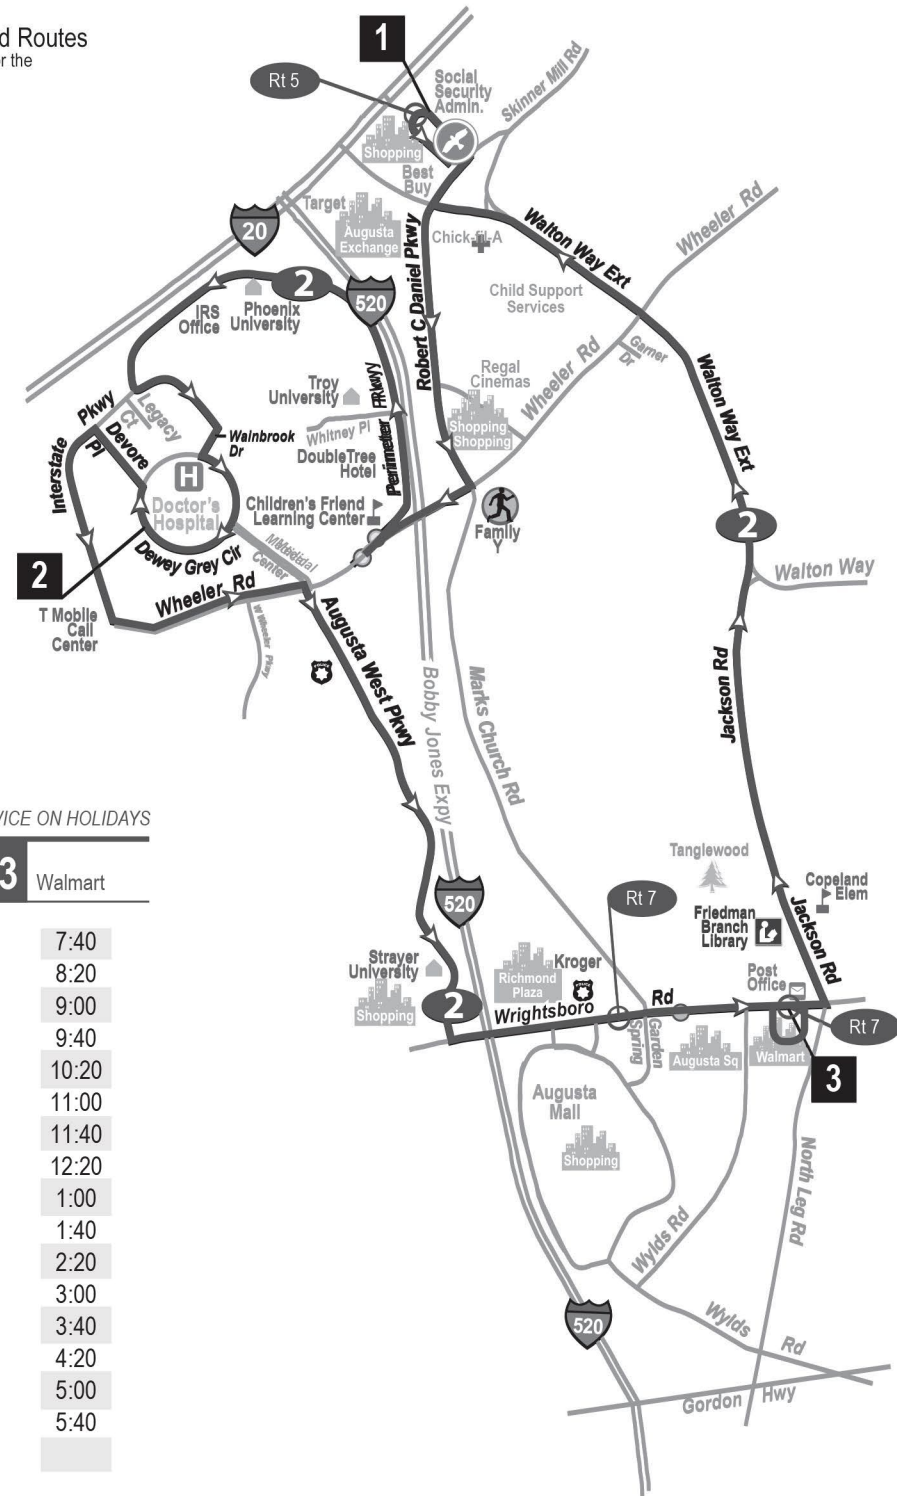 d Routes
or the
1
Rt 5
Social
Security
Admin.
Skinner Mill Rd
Shopping
Best
Buy
Wheeler Rd
Target
Augusta
Exchange
20
Chick-fil-A
Walton Way Ext
Robert C Daniel Pkwy
2
520
IRS
Office
Phoenix
University
Child Support
Services
Garner
Dr
Wheeler Rd
Regal
Cinemas
Shopping
Shopping
Walton Way Ext
Troy
University
Whitney Pl
DoubleTree
Hotel
Legacy
Ct
Interstate
Pkwy
Devore
Pl
Wainbrook
Dr
H
Doctor's
Hospital
Children's Friend
Learning Center
Family
Y
2
Dewey Grey Cir
Center
2
Walton Way
T Mobile
Call
Center
Wheeler Rd
W Wheeler Pkwy
Augusta West Pkwy
Bobby Jones Expy
Marks Church Rd
Jackson Rd
VICE ON HOLIDAYS
3
Walmart
7:40
8:20
9:00
9:40
10:20
11:00
11:40
12:20
1:00
1:40
2:20
3:00
3:40
4:20
5:00
5:40
Tanglewood
Copeland
Elem
520
Rt 7
Friedman
Branch
Library
Jackson Rd
Strayer
University
Shopping
2
Richmond
Plaza
Kroger
Post
Office
Wrightsboro Rd
Spring
Garden
Augusta Sq
Walmart
Rt 7
3
Augusta
Mall
Shopping
North Leg Rd
Wylds Rd
520
Wylds Rd
Gordon Hwy